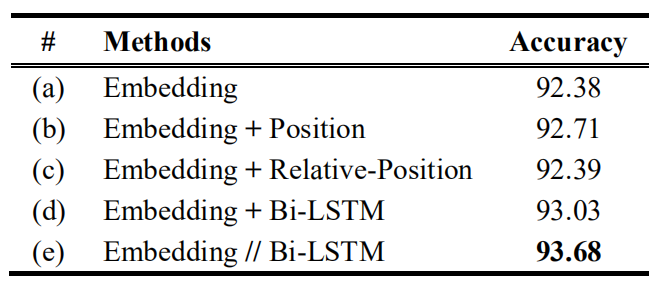 # Methods Accuracy
(a) Embedding 92.38
(b) Embedding + Position 92.71
(c) Embedding + Relative-Position 92.39
(d) Embedding + Bi-LSTM 93.03
(e) Embedding // Bi-LSTM 93.68